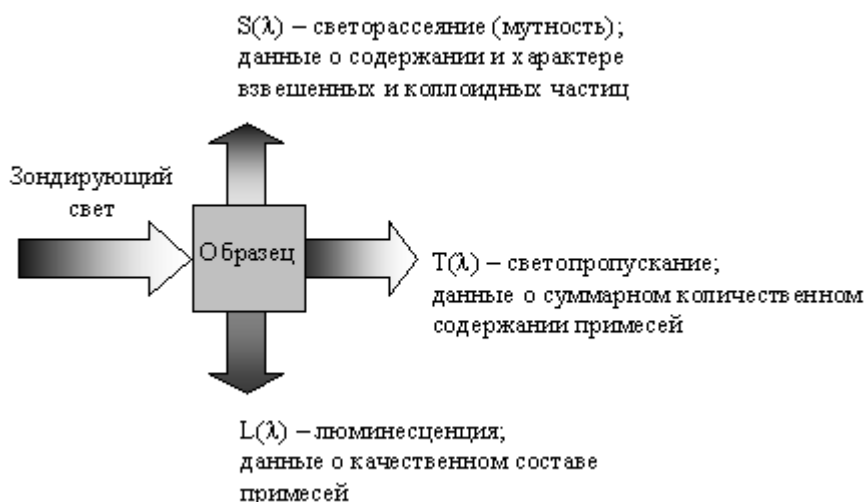 S(λ) – светорассеяние (мутность);
данные о содержании и характере
взвешенных и коллоидных частиц
Зондирующий
свет
Образец
T(λ) – светопропускание;
данные о суммарном количественном
содержании примесей
L(λ) – люминесценция;
данные о качественном составе
примесей